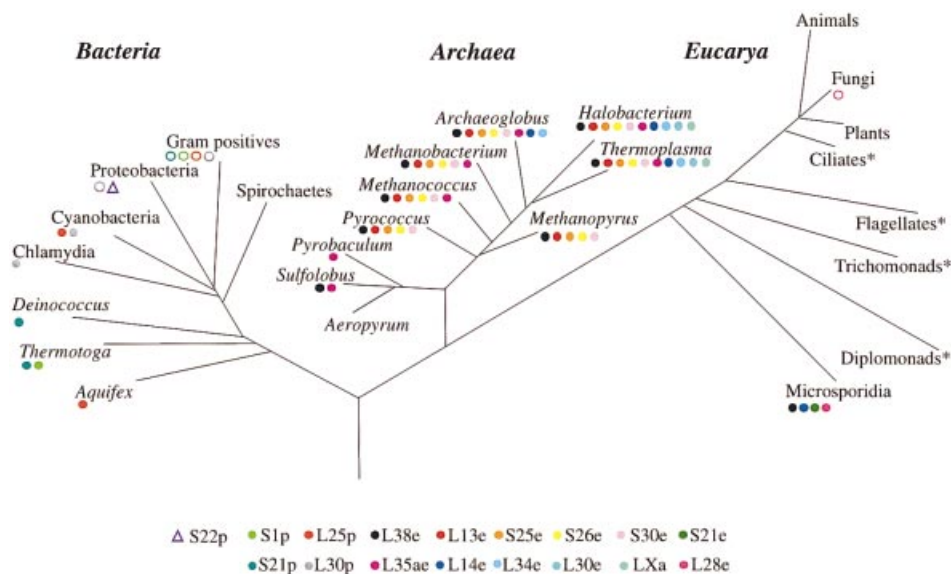 Animals
Bacteria Archaea Eucarya
Fungi
Archaeoglobus Halobacterium
Gram positives Plants
Methanobacterium Thermoplasma
Proteobacteria Ciliates*
Spirochaetes Methanococcus
Cyanobacteria Pyrococcus Methanopyrus Flagellates*
Chlamydia Pyrobaculum
Trichomonads*
Sulfolobus
Deinococcus
Aeropyrum
Thermotoga Diplomonads*
Aquifex Microsporidia
S22p S1p L25p L38e L13e S25e S26e S30e S21e
S21p L30p L35ae L14e L34e L30e LXa L28e